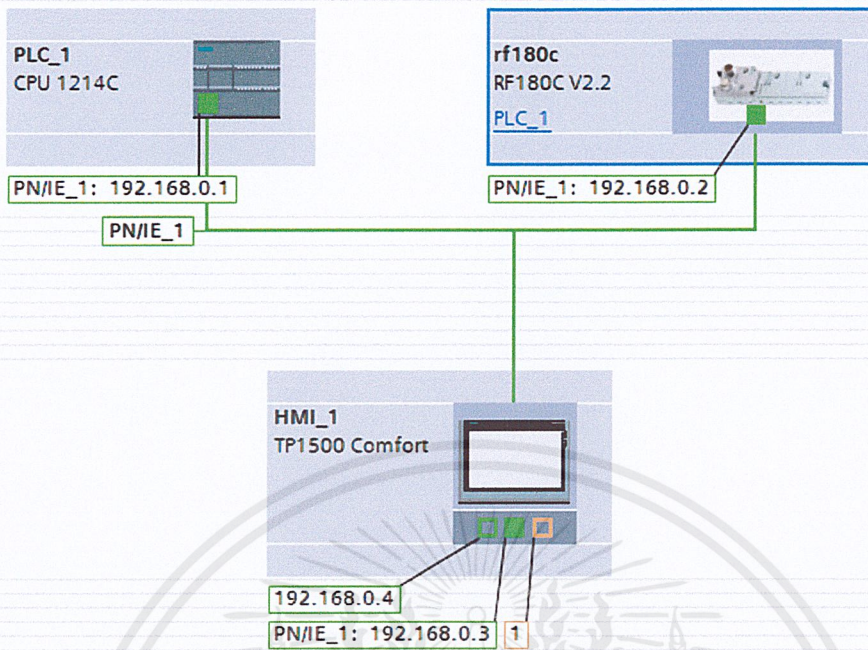 PLC_1
CPU 1214C
PN/IE_1: 192.168.0.1
rf180c
RF180C V2.2
PLC_1
PN/IE_1: 192.168.0.2
PN/IE_1
HMI_1
TP1500 Comfort
192.168.0.4
PN/IE_1: 192.168.0.3
1